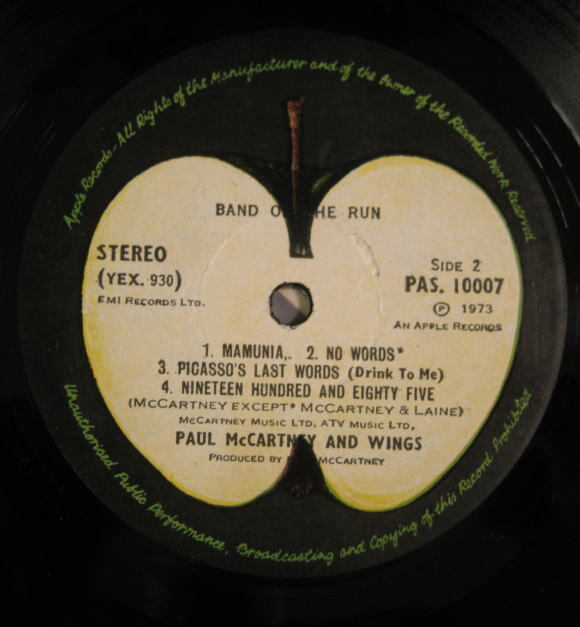 Apple Records - All Rights of the Manufacturer and of the Owner of the Recorded Work Reserved
BAND O HE RUN
STEREO
(YEX. 930)
EMI RECORDS LTD.
SIDE 2
PAS. 10007
Ⓟ 1973
AN APPLE RECORDS
1. MAMUNIA,. 2. NO WORDS*
3. PICASSO'S LAST WORDS (Drink To Me)
4. NINETEEN HUNDRED AND EIGHTY FIVE
(MCCARTNEY EXCEPT* MCCARTNEY & LAINE)
MCCARTNEY MUSIC LTD, ATV MUSIC LTD,
PAUL McCARTNEY AND WINGS
PRODUCED BY MCCARTNEY
Unauthorised Public Performance, Broadcasting and Copying of this Record Prohibited